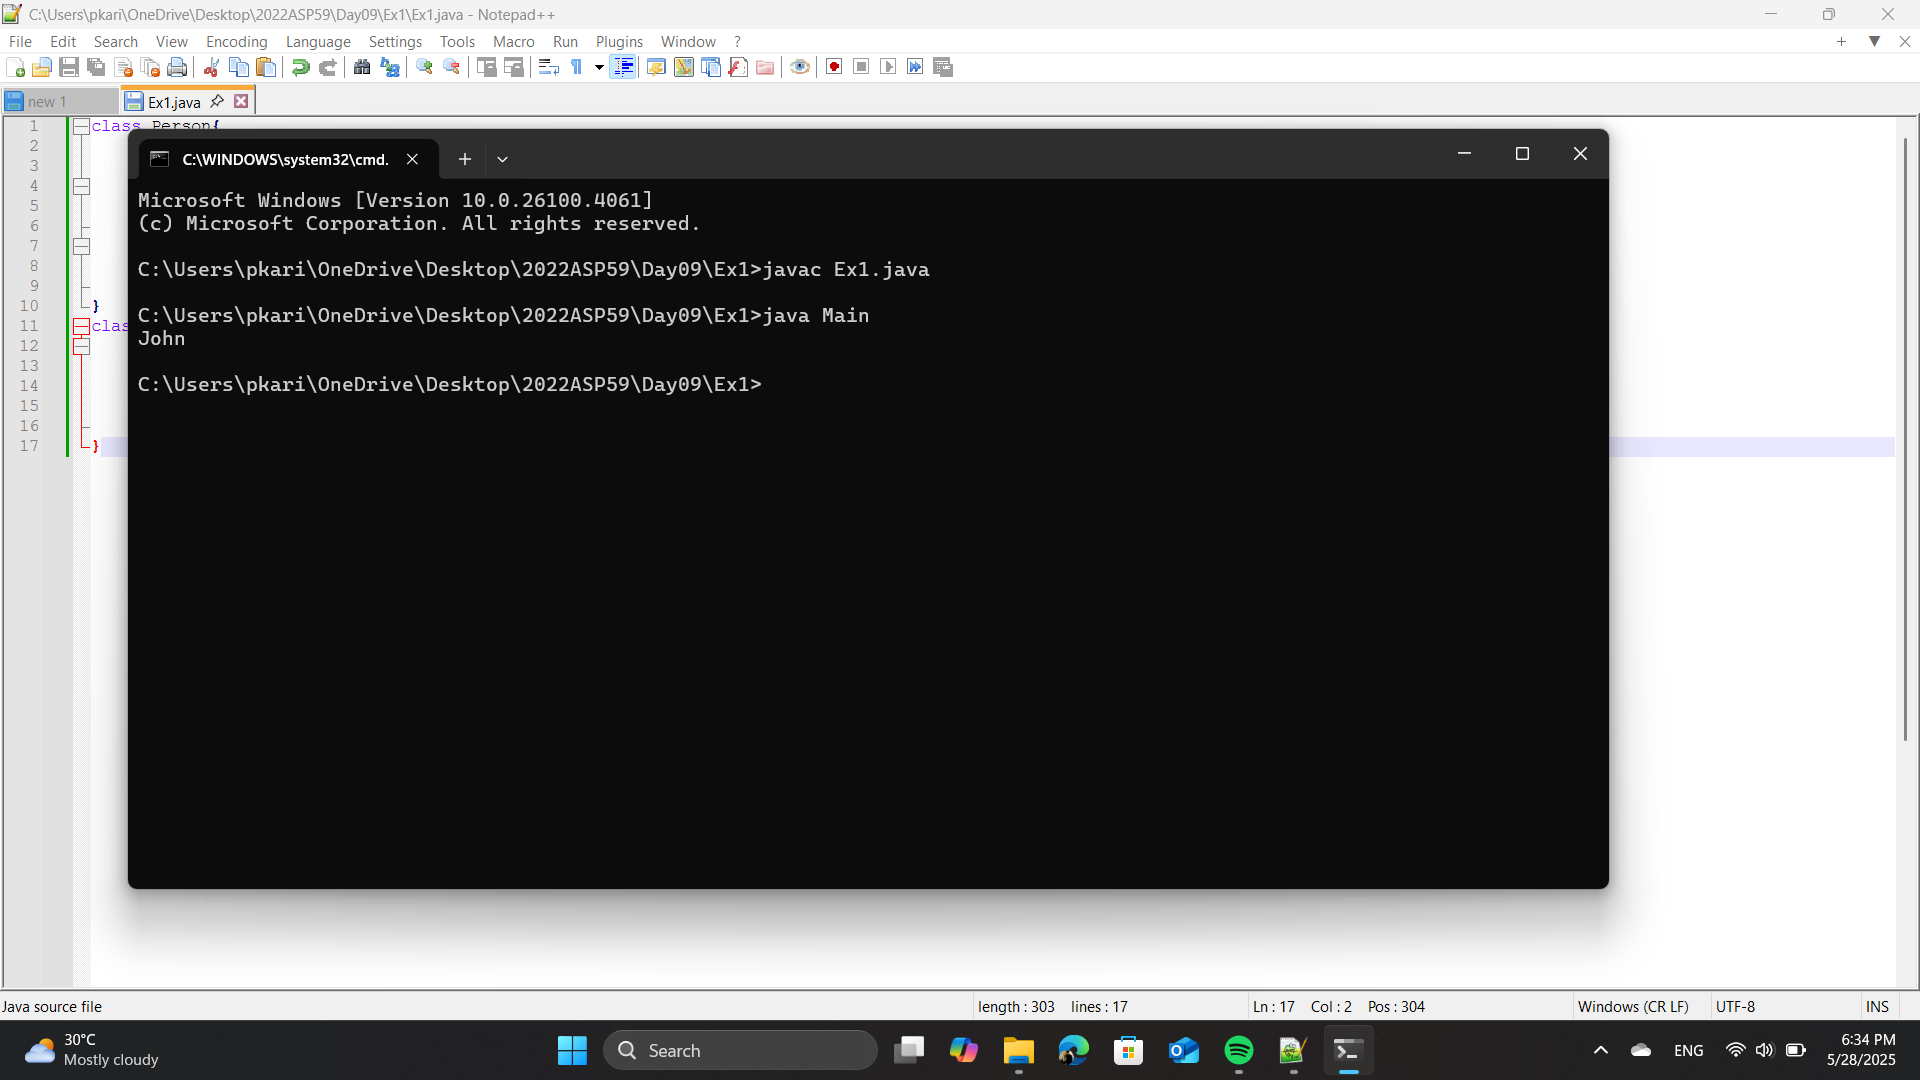 C:\Users\pkari\OneDrive\Desktop\2022ASP59\Day09\Ex1\Ex1.java - Notepad++
File Edit Search View Encoding Language Settings Tools Macro Run Plugins Window ?
new 1
Ex1.java
1 class Person{
2
3
4
5
6
7
8
9
10 }
11 clas
12
13
14
15
16
17 }
C:\WINDOWS\system32\cmd.
Microsoft Windows [Version 10.0.26100.4061]
(c) Microsoft Corporation. All rights reserved.
C:\Users\pkari\OneDrive\Desktop\2022ASP59\Day09\Ex1>javac Ex1.java
C:\Users\pkari\OneDrive\Desktop\2022ASP59\Day09\Ex1>java Main
John
C:\Users\pkari\OneDrive\Desktop\2022ASP59\Day09\Ex1>
Java source file length : 303 lines : 17 Ln : 17 Col : 2 Pos : 304 Windows (CR LF) UTF-8 INS
30°C
Mostly cloudy
Search
ENG
6:34 PM
5/28/2025